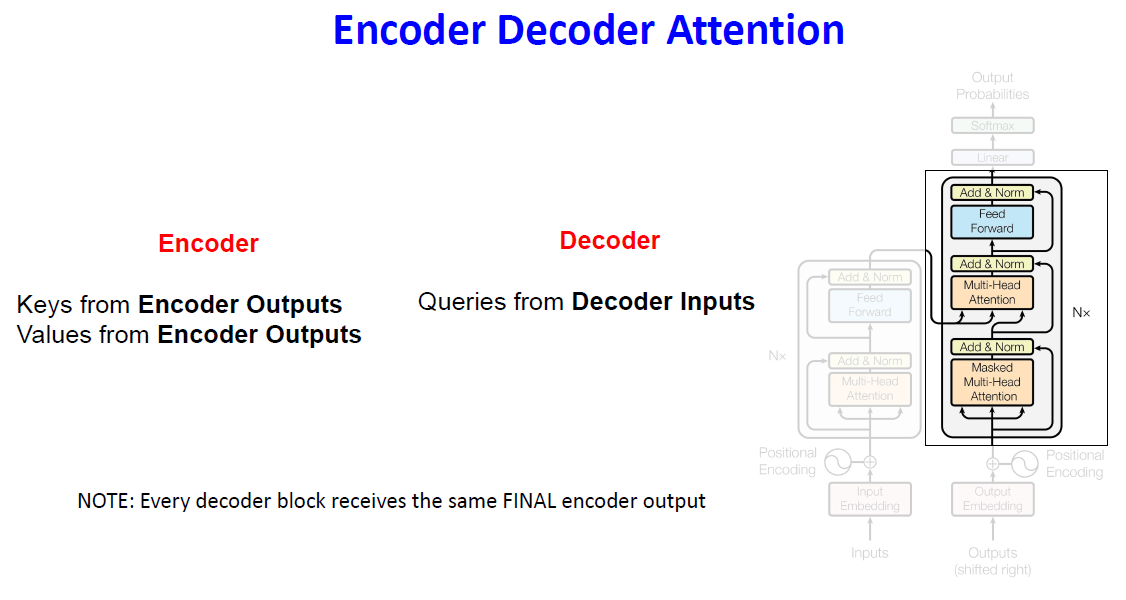 Encoder Decoder Attention
Encoder
Keys from Encoder Outputs
Values from Encoder Outputs
Decoder
Queries from Decoder Inputs
NOTE: Every decoder block receives the same FINAL encoder output
Output
Probabilities
Softmax
Linear
Add & Norm
Feed
Forward
Add & Norm
Multi-Head
Attention
Add & Norm
Masked
Multi-Head
Attention
N×
Add & Norm
Feed
Forward
Add & Norm
Multi-Head
Attention
N×
Positional
Encoding
Positional
Encoding
Input
Embedding
Output
Embedding
Inputs
Outputs
(shifted right)